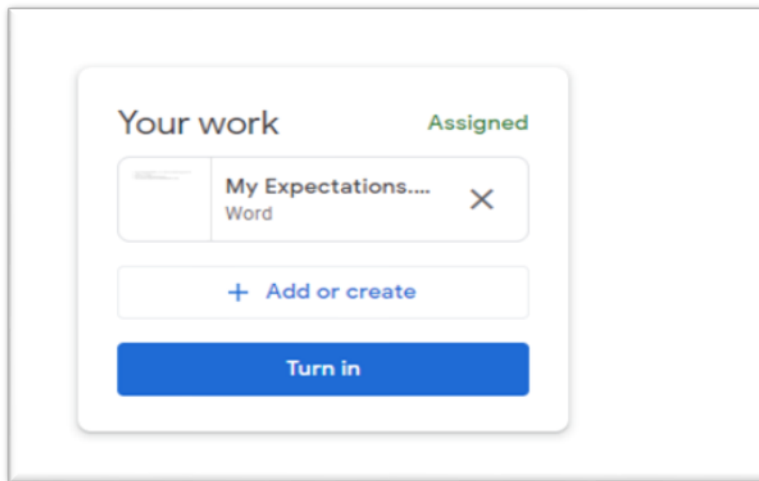 Your work
Assigned
My Expectations....
Word
+ Add or create
Turn in